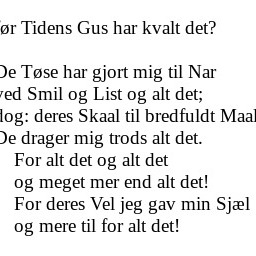 før Tidens Gus har kvalt det?
De Tøse har gjort mig til Nar
ved Smil og List og alt det;
dog: deres Skaal til bredfuldt Maal
De drager mig trods alt det.
For alt det og alt det
og meget mer end alt det!
For deres Vel jeg gav min Sjæl
og mere til for alt det!